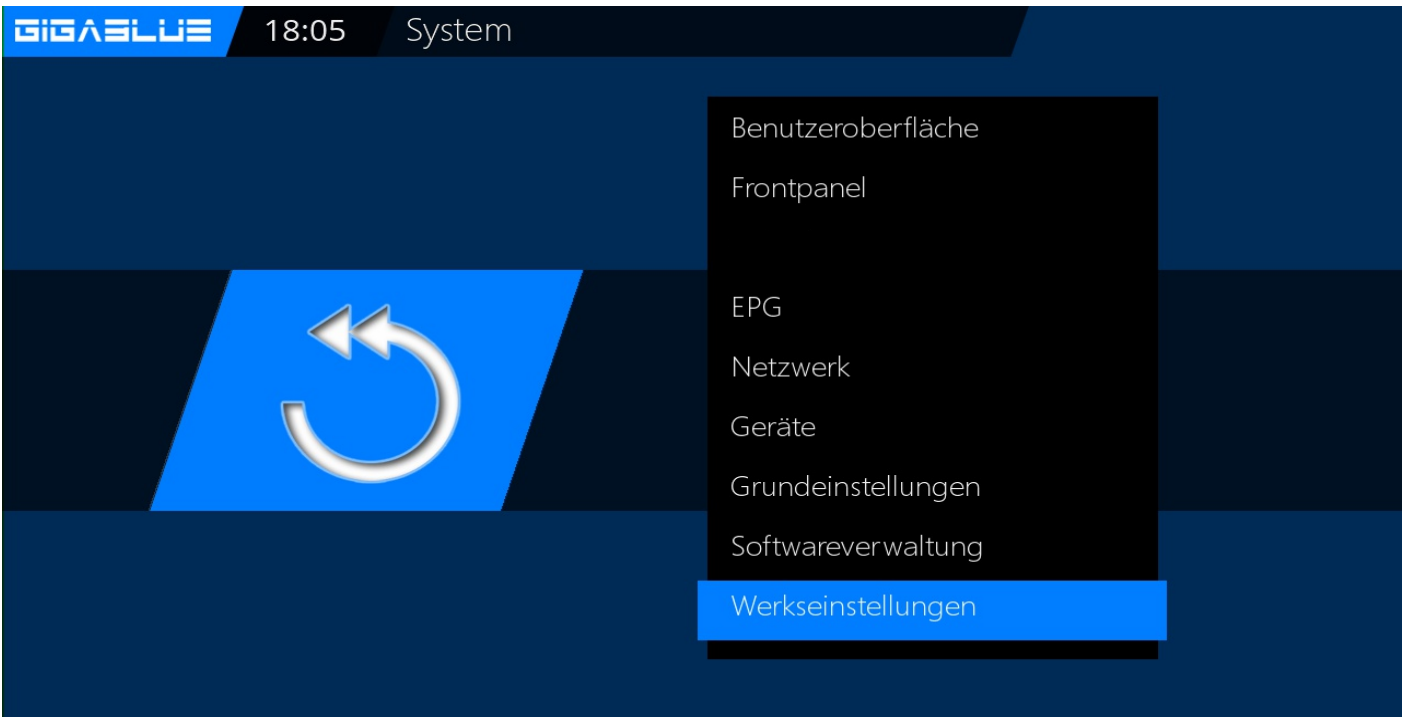 GIGABLUE 18:05 System
Benutzeroberfläche
Frontpanel
EPG
Netzwerk
Geräte
Grundeinstellungen
Softwareverwaltung
Werkseinstellungen